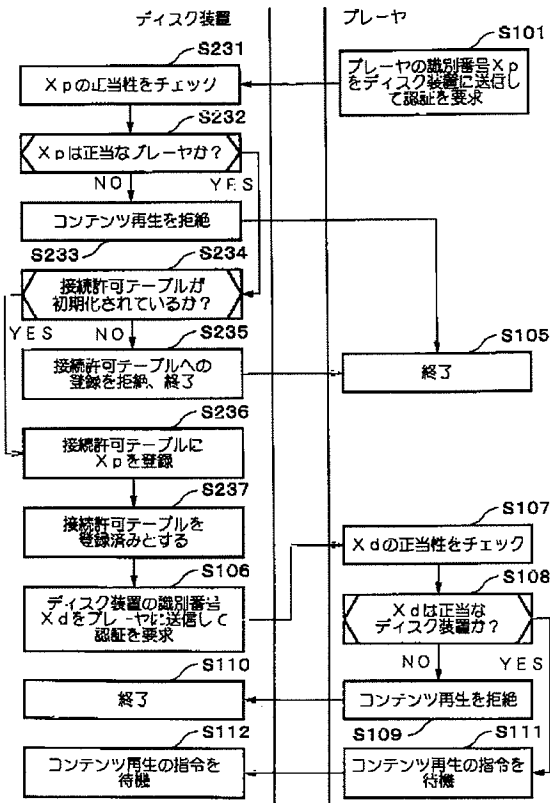 ディスク装置
プレーヤ
S101
プレーヤの識別番号Xp
をディスク装置に送信し
て認証を要求
S231
Xpの正当性をチェック
S232
Xpは正当なプレーヤか？
NO
YES
コンテンツ再生を拒絶
S233
S234
接続許可テーブルが
初期化されているか？
YES
NO
S235
接続許可テーブルへの
登録を拒絶、終了
S105
終了
S236
接続許可テーブルに
Xpを登録
S237
接続許可テーブルを
登録済みとする
S106
ディスク装置の識別番号
Xdをプレーヤに送信して
認証を要求
S107
Xdの正当性をチェック
S108
Xdは正当な
ディスク装置か？
NO
YES
コンテンツ再生を拒絶
S109
S110
終了
S111
コンテンツ再生の指令を
待機
S112
コンテンツ再生の指令を
待機